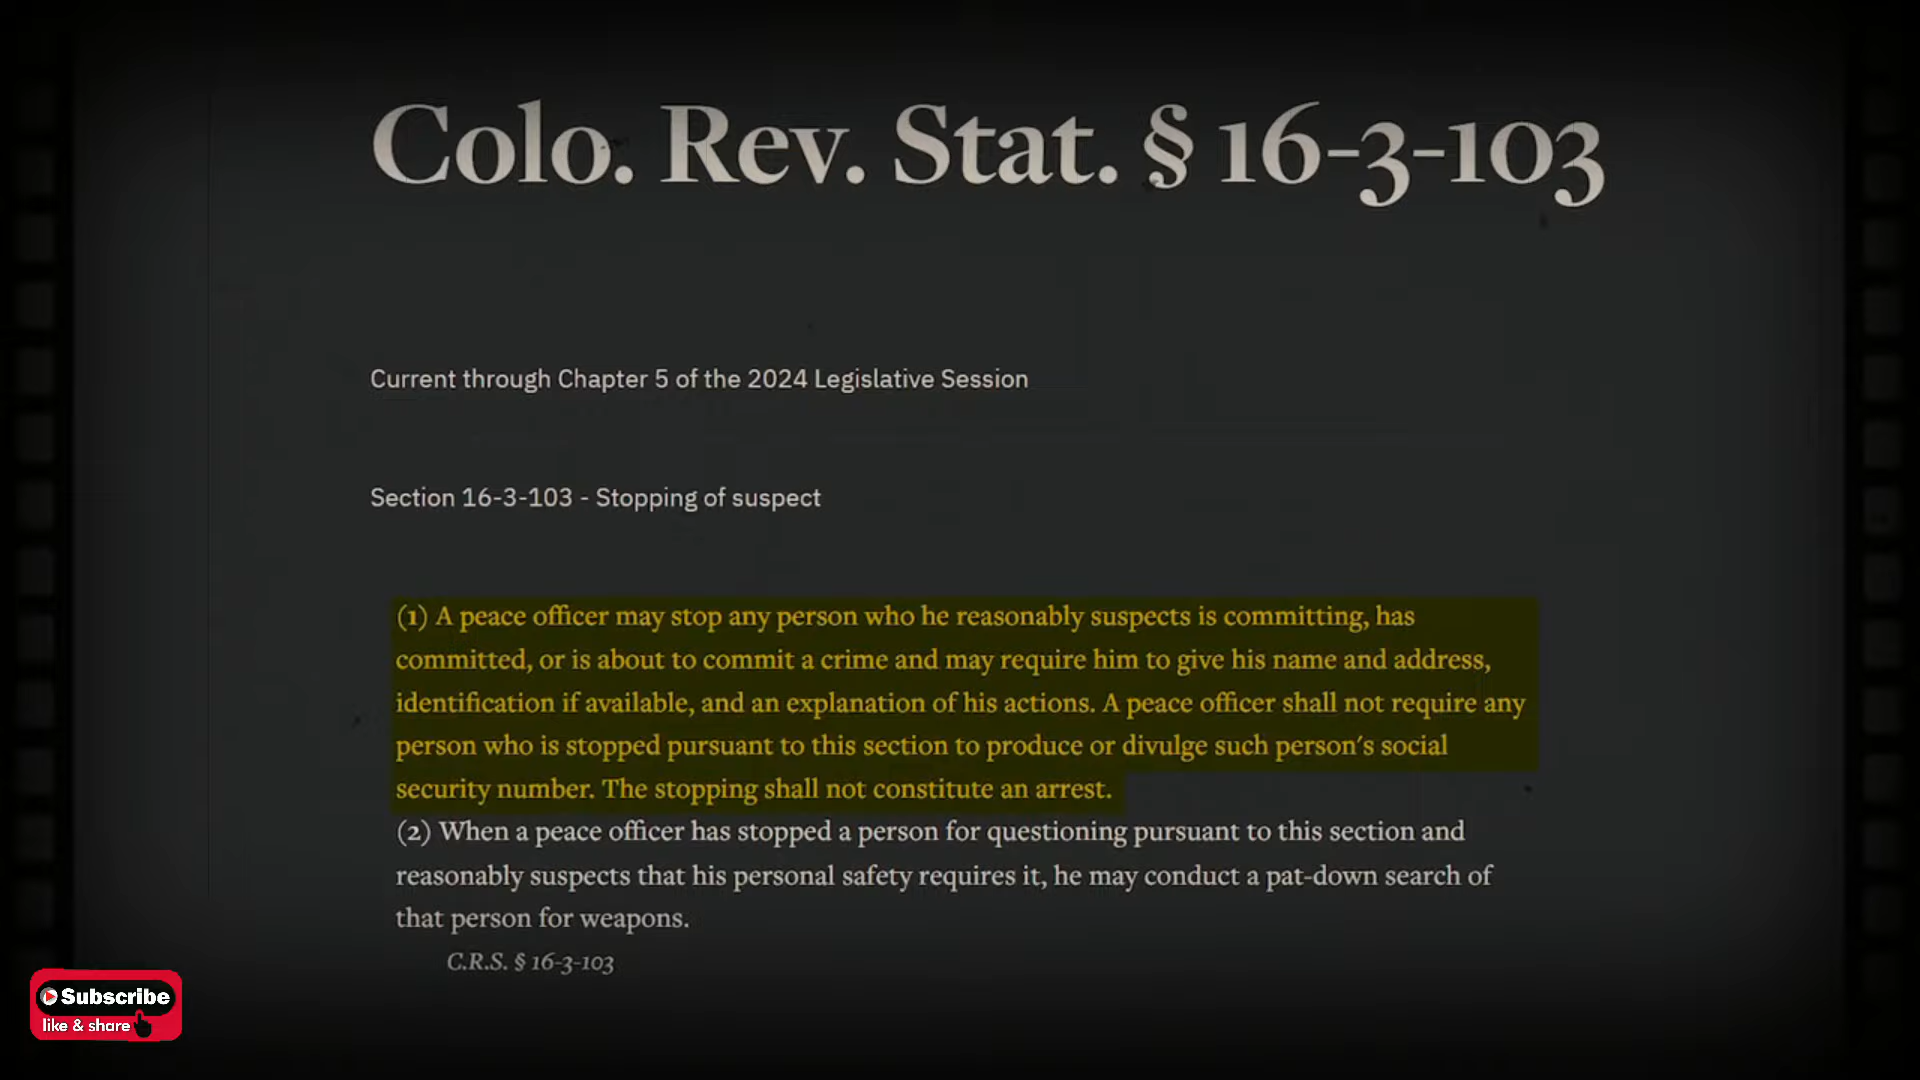 Colo. Rev. Stat. § 16-3-103
Current through Chapter 5 of the 2024 Legislative Session
Section 16-3-103 - Stopping of suspect
(1) A peace officer may stop any person who he reasonably suspects is committing, has
committed, or is about to commit a crime and may require him to give his name and address,
identification if available, and an explanation of his actions. A peace officer shall not require any
person who is stopped pursuant to this section to produce or divulge such person's social
security number. The stopping shall not constitute an arrest.
(2) When a peace officer has stopped a person for questioning pursuant to this section and
reasonably suspects that his personal safety requires it, he may conduct a pat-down search of
that person for weapons.
C.R.S. § 16-3-103
Subscribe
like & share